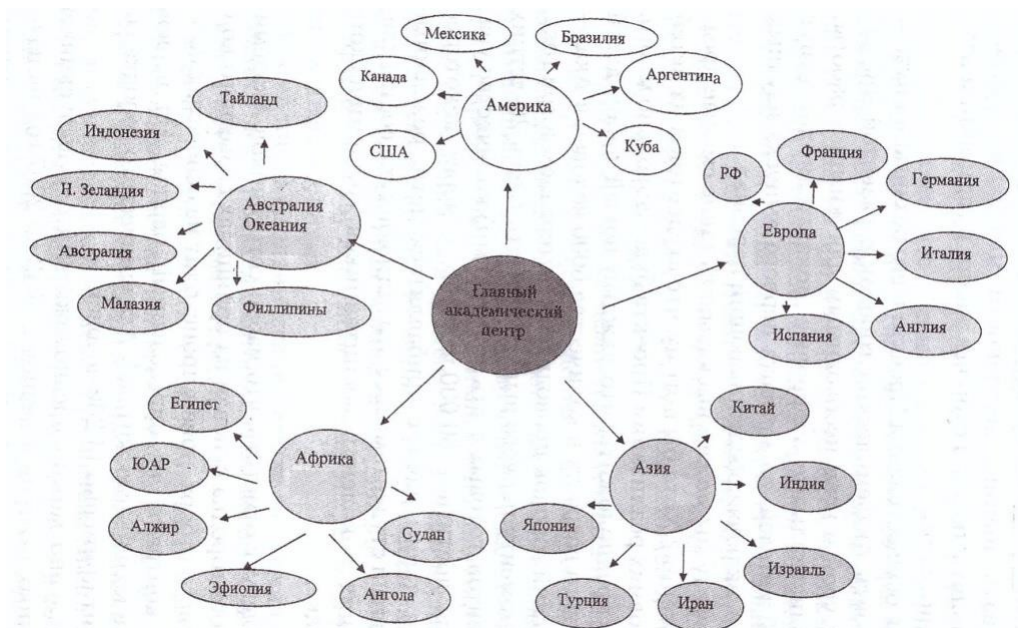 Мексика
Бразилия
Канада
Аргентина
Америка
США
Куба
Тайланд
Индонезия
Н. Зеландия
Австралия
Океания
Австралия
Малазия
Филлипины
РФ
Франция
Германия
Европа
Италия
Испания
Англия
Главный
академический
центр
Египет
ЮАР
Африка
Алжир
Судан
Эфиопия
Ангола
Китай
Азия
Индия
Япония
Израиль
Турция
Иран